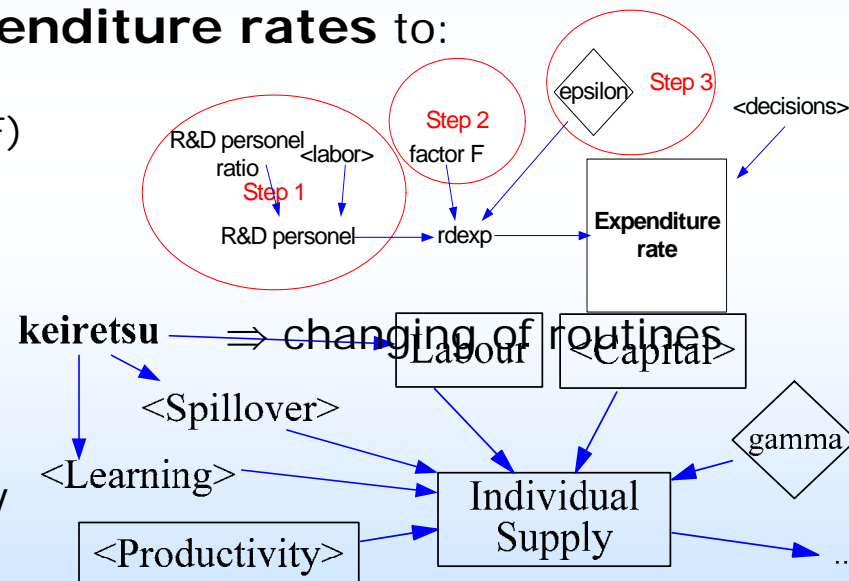 enditure rates to:
F)
Step 3
epsilon
<decisions>
Step 2
R&D personel
ratio
<labor>
factor F
Step 1
Expenditure
rate
R&D personel
rdexp
keiretsu
⇒ changing of routines
Labour
<Capital>
<Spillover>
gamma
<Learning>
y
Individual
Supply
<Productivity>
..